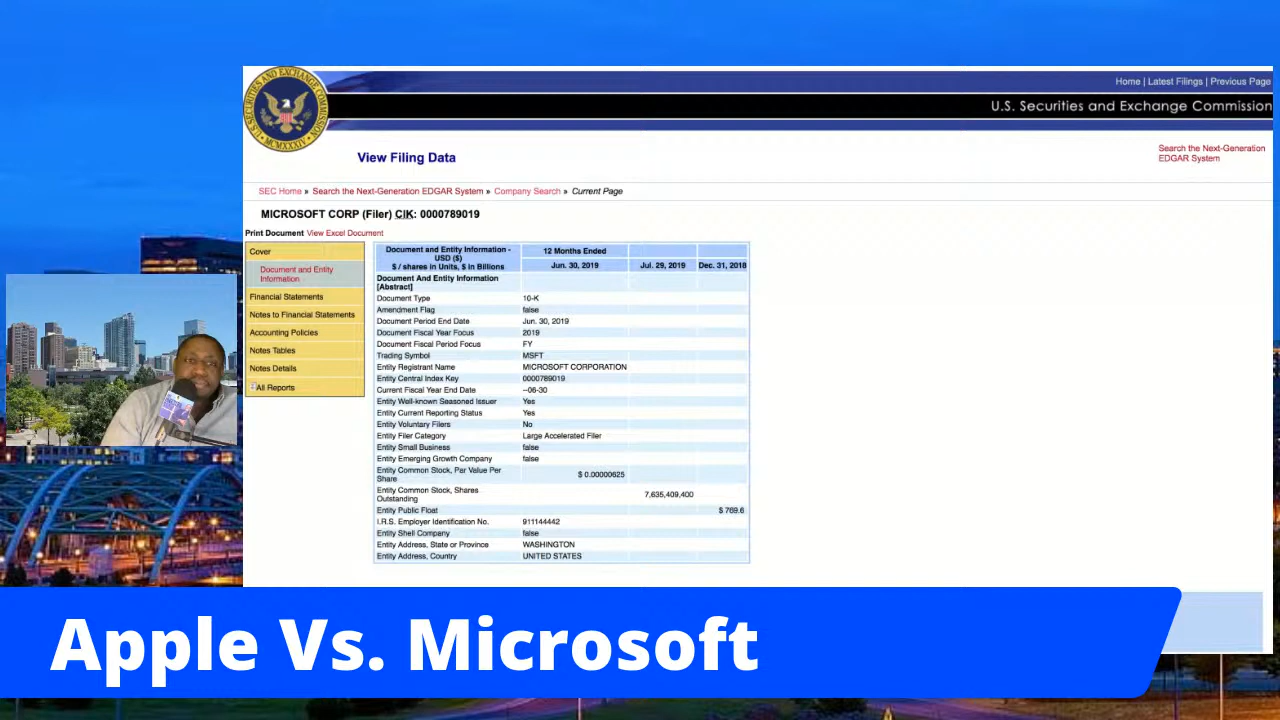 SECURITIES AND EXCHANGE COMMISSION
MCMXXXIV
Home | Latest Filings | Previous Page
U.S. Securities and Exchange Commission
View Filing Data
Search the Next-Generation
EDGAR System
SEC Home » Search the Next-Generation EDGAR System » Company Search » Current Page
MICROSOFT CORP (Filer) CIK: 0000789019
Print Document View Excel Document
Cover
Document and Entity
Information
Financial Statements
Notes to Financial Statements
Accounting Policies
Notes Tables
Notes Details
All Reports
Document and Entity Information -
USD ($)
$ / shares in Units, $ in Billions
12 Months Ended
Jun. 30, 2019 Jul. 29, 2019 Dec. 31, 2018
Document And Entity Information
[Abstract]
Document Type 10-K
Amendment Flag false
Document Period End Date Jun. 30, 2019
Document Fiscal Year Focus 2019
Document Fiscal Period Focus FY
Trading Symbol MSFT
Entity Registrant Name MICROSOFT CORPORATION
Entity Central Index Key 0000789019
Current Fiscal Year End Date --06-30
Entity Well-known Seasoned Issuer Yes
Entity Current Reporting Status Yes
Entity Voluntary Filers No
Entity Filer Category Large Accelerated Filer
Entity Small Business false
Entity Emerging Growth Company false
Entity Common Stock, Par Value Per
Share $ 0.00000625
Entity Common Stock, Shares
Outstanding 7,635,409,400
Entity Public Float $ 769.6
I.R.S. Employer Identification No. 911144442
Entity Shell Company false
Entity Address, State or Province WASHINGTON
Entity Address, Country UNITED STATES
Apple Vs. Microsoft